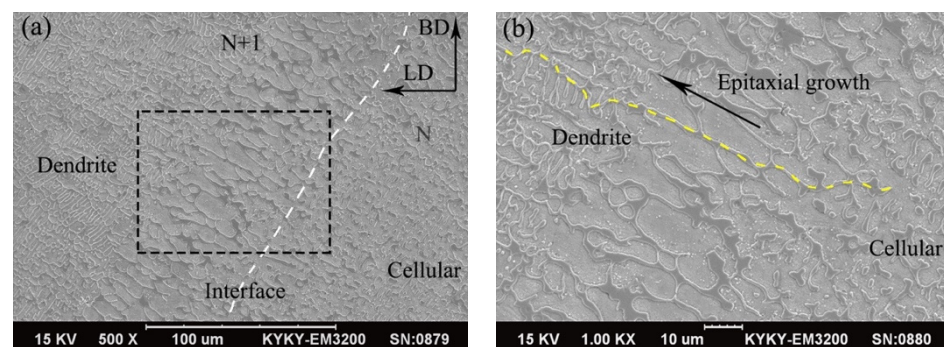 (a)
N+1
BD
LD
N
Dendrite
Cellular
Interface
15 KV 500 X 100 um KYKY-EM3200 SN:0879
(b)
Epitaxial growth
Dendrite
Cellular
15 KV 1.00 KX 10 um KYKY-EM3200 SN:0880